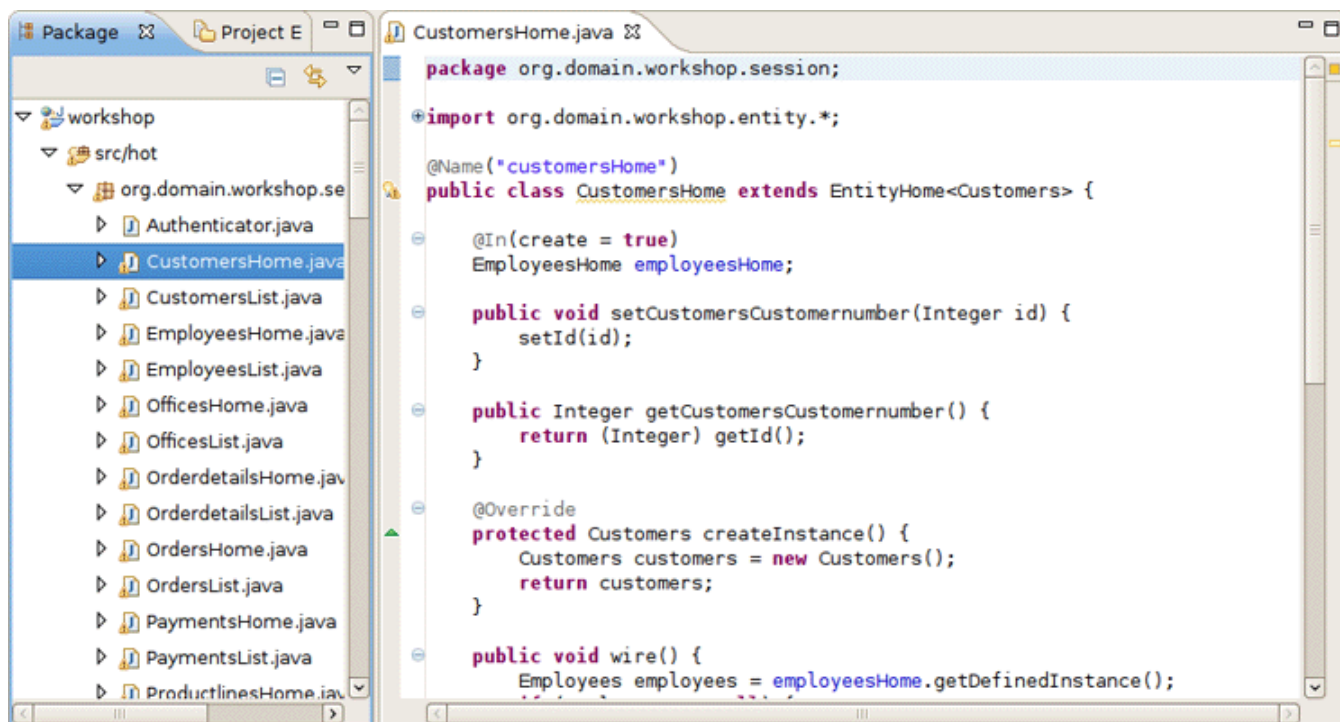 Package
Project E
workshop
src/hot
org.domain.workshop.se
Authenticator.java
CustomersHome.java
CustomersList.java
EmployeesHome.java
EmployeesList.java
OfficesHome.java
OfficesList.java
OrderdetailsHome.jav
OrderdetailsList.java
OrdersHome.java
OrdersList.java
PaymentsHome.java
PaymentsList.java
ProductlinesHome.jav
CustomersHome.java
package org.domain.workshop.session;
import org.domain.workshop.entity.*;
@Name("customersHome")
public class CustomersHome extends EntityHome<Customers> {
@In(create = true)
EmployeesHome employeesHome;
public void setCustomersCustomernumber(Integer id) {
setId(id);
}
public Integer getCustomersCustomernumber() {
return (Integer) getId();
}
@Override
protected Customers createInstance() {
Customers customers = new Customers();
return customers;
}
public void wire() {
Employees employees = employeesHome.getDefinedInstance();